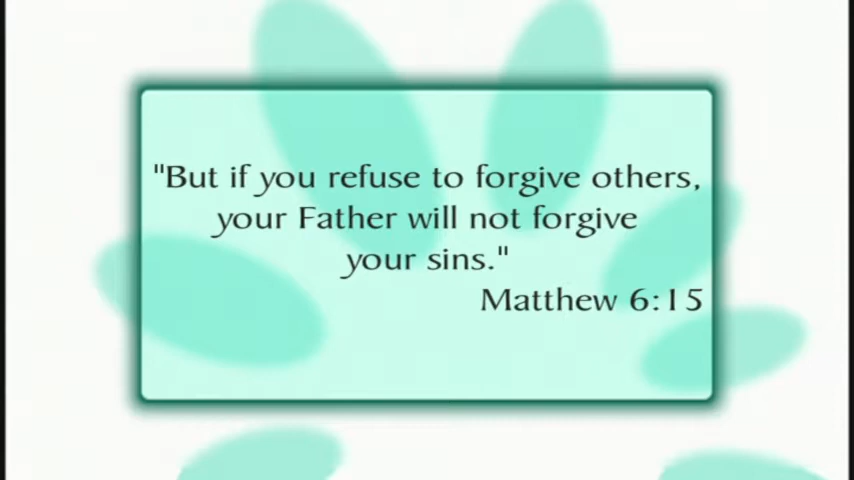 "But if you refuse to forgive others,
your Father will not forgive
your sins."
Matthew 6:15